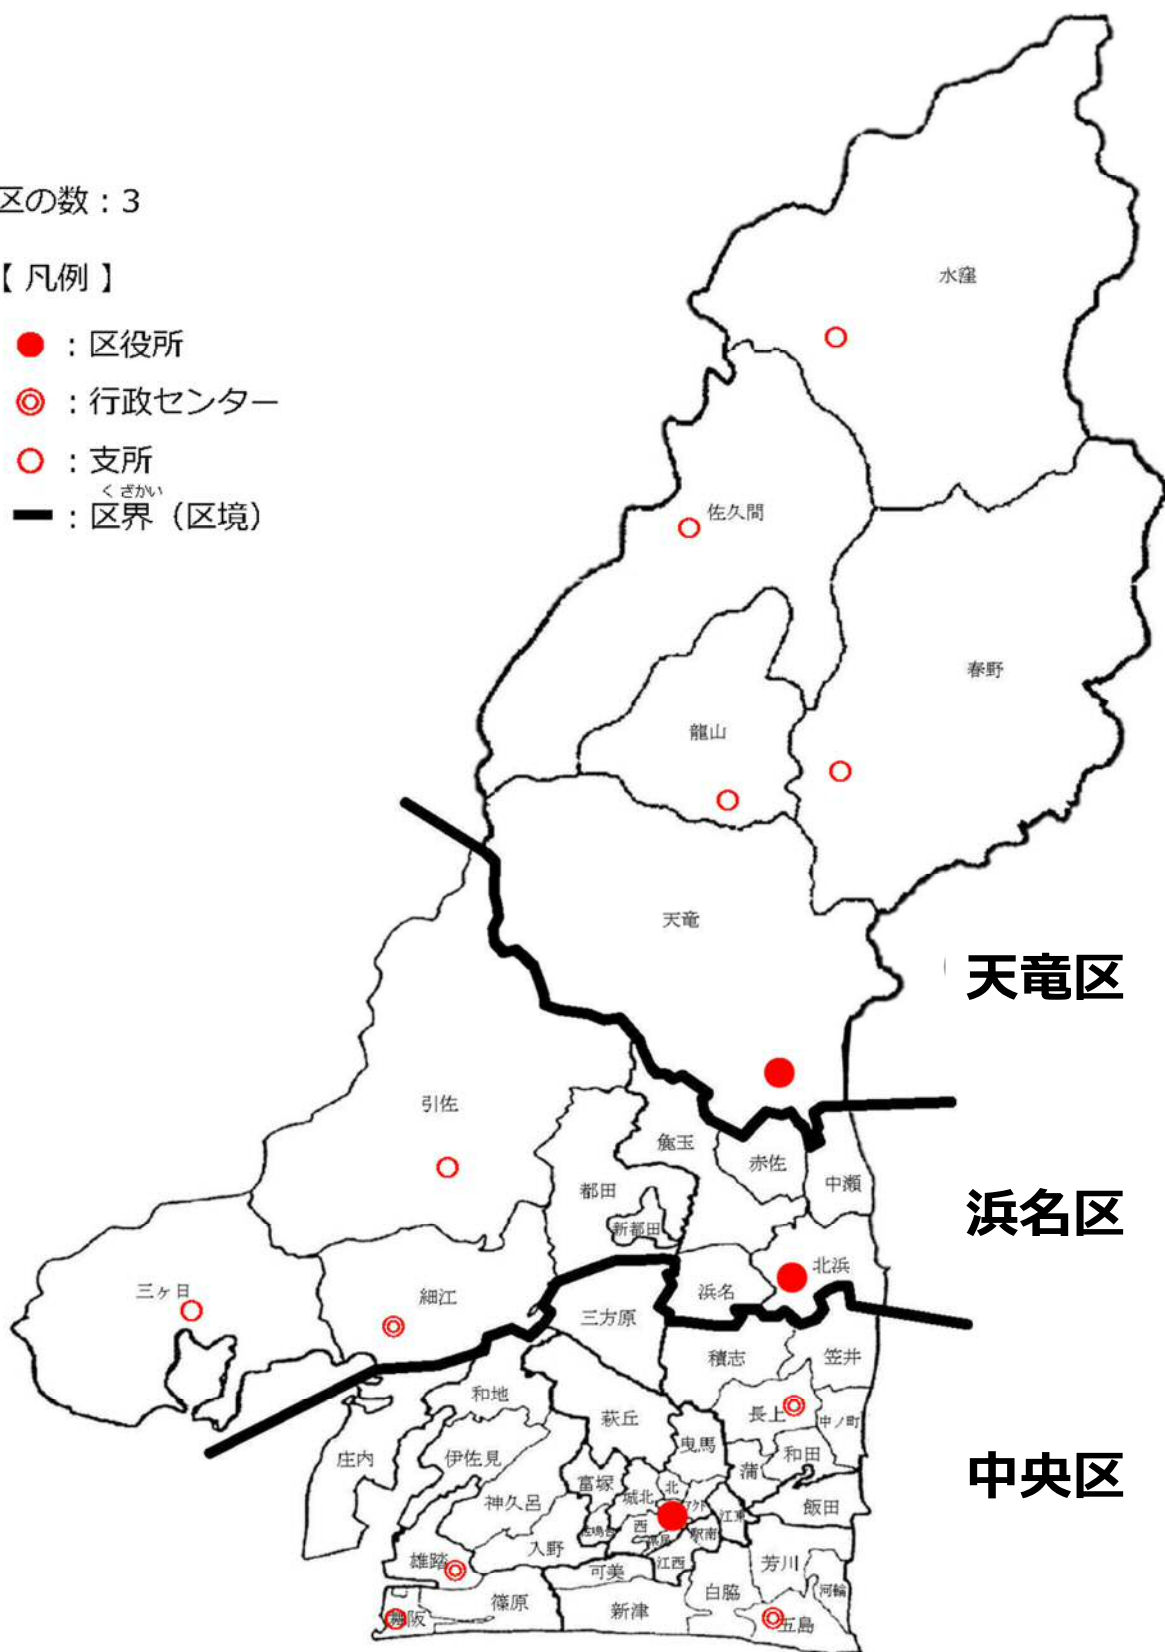 区の数：3
【 凡例 】
：区役所
：行政センター
：支所
くざかい
：区界（区境）
水窪
佐久間
春野
龍山
天竜
天竜区
引佐
麁玉
赤佐
都田
中瀬
新都田
浜名区
北浜
三ヶ日
細江
浜名
三方原
積志
笠井
和地
萩丘
長上
中ノ町
曳馬
庄内
伊佐見
和田
蒲
富塚
中央区
城北
北
神久呂
飯田
江東
西
駅南
入野
雄踏
江西
芳川
可美
白脇
河輪
篠原
新津
五島